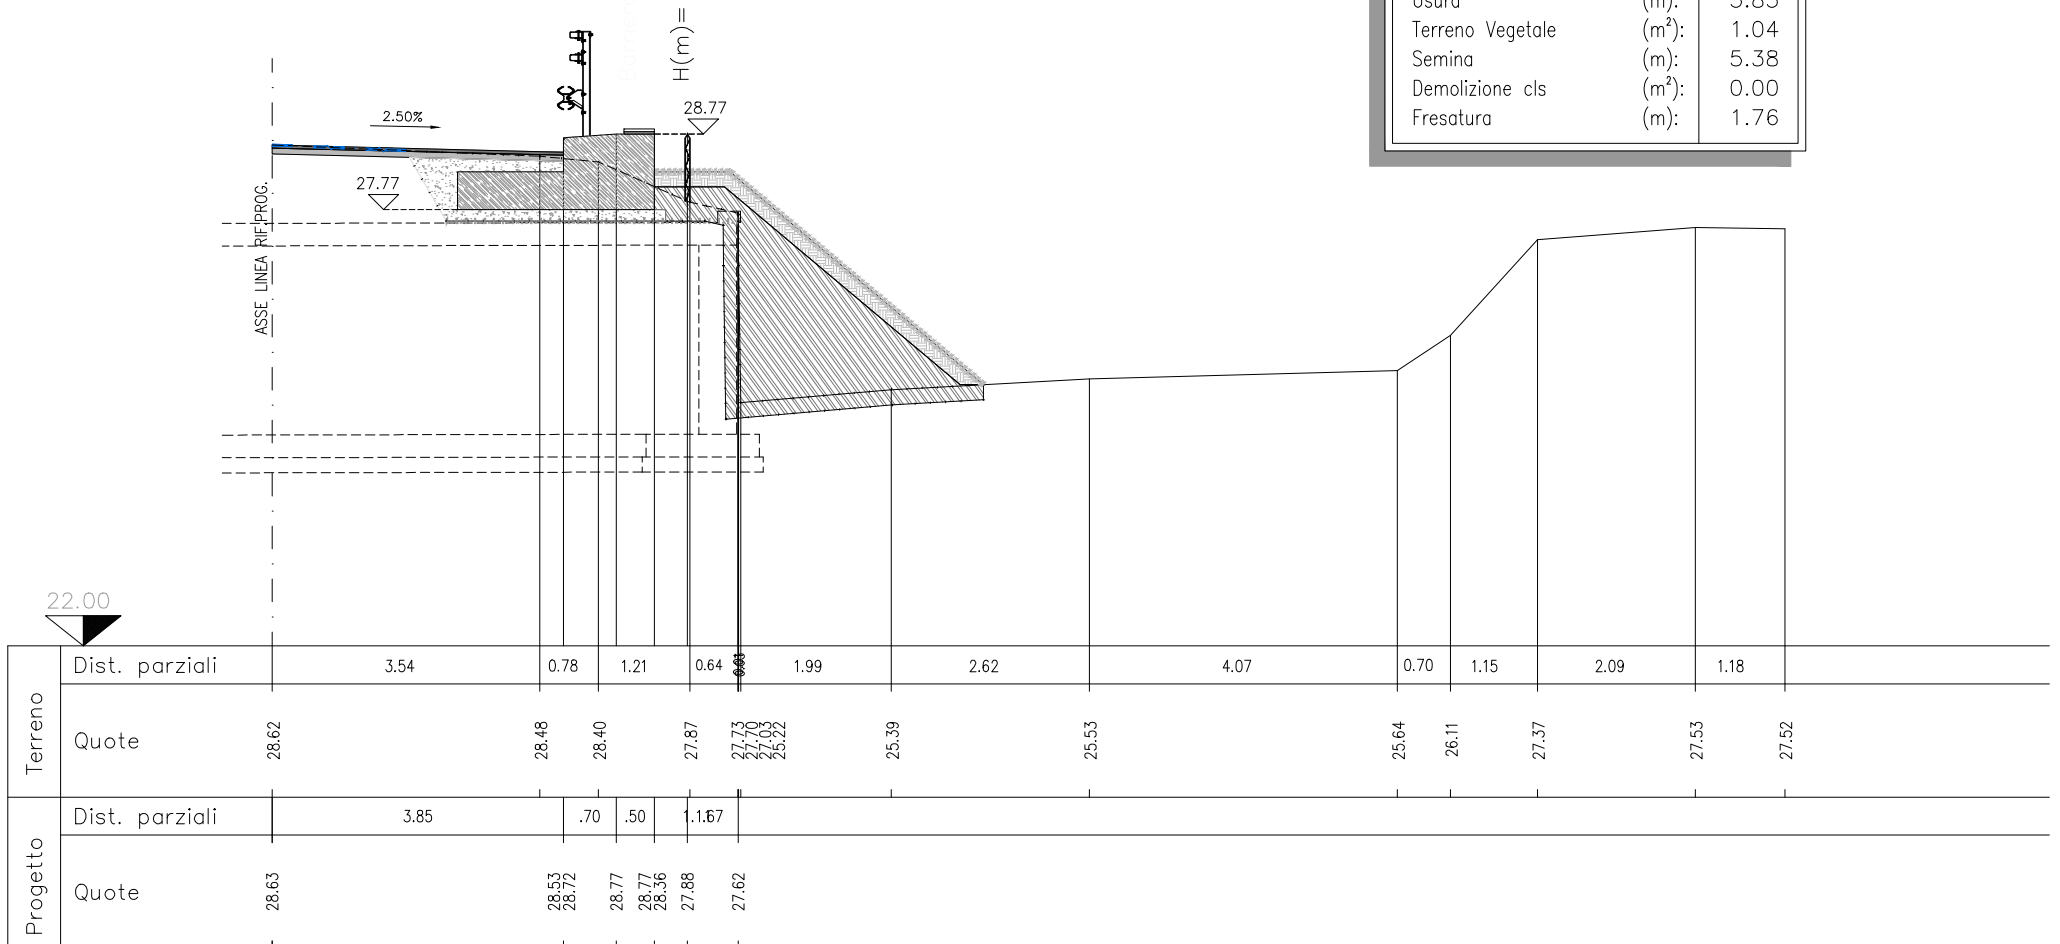 Usura (m): 5.85
Terreno Vegetale (m²): 1.04
Semina (m): 5.38
Demolizione cls (m²): 0.00
Fresatura (m): 1.76
H(m)=
28.77
2.50%
27.77
ASSE LINEA RIF. PROG.
22.00
Terreno
Dist. parziali 3.54 0.78 1.21 0.64 1.99 2.62 4.07 0.70 1.15 2.09 1.18
Quote 28.62 28.48 28.40 27.87 27.73 27.70 27.03 25.22 25.39 25.53 25.64 26.11 27.37 27.53 27.52
Progetto
Dist. parziali 3.85 .70 .50 .67
Quote 28.63 28.53 28.72 28.77 28.77 28.36 27.88 27.62